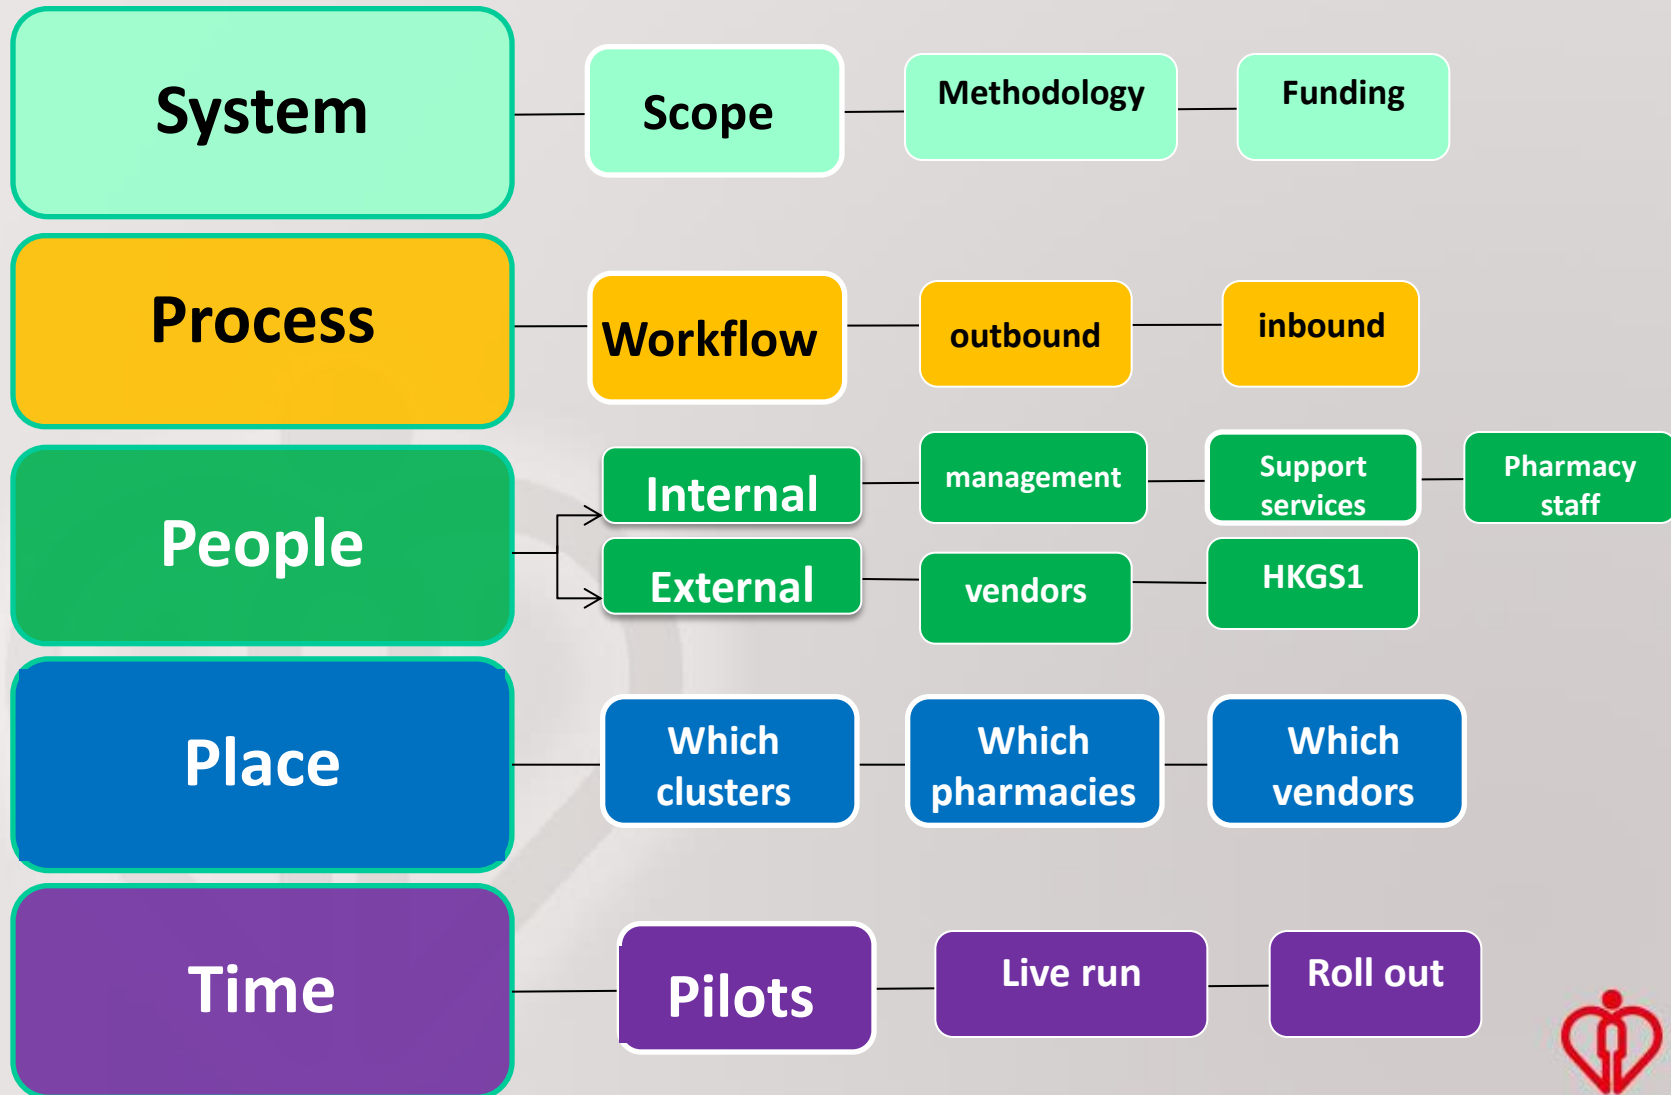 System
Scope
Methodology
Funding
Process
Workflow
outbound
inbound
People
Internal
management
Support
services
Pharmacy
staff
External
vendors
HKGS1
Place
Which
clusters
Which
pharmacies
Which
vendors
Time
Pilots
Live run
Roll out